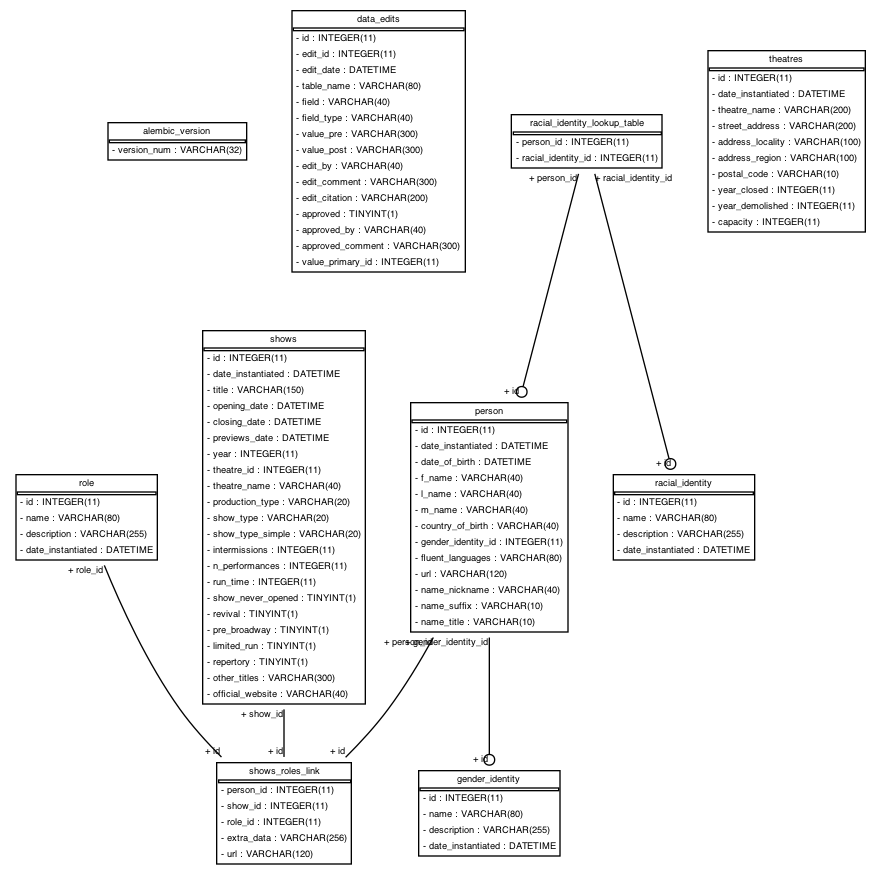 data_edits
- id : INTEGER(11)
- edit_id : INTEGER(11)
- edit_date : DATETIME
- table_name : VARCHAR(80)
- field : VARCHAR(40)
- field_type : VARCHAR(40)
- value_pre : VARCHAR(300)
- value_post : VARCHAR(300)
- edit_by : VARCHAR(40)
- edit_comment : VARCHAR(300)
- edit_citation : VARCHAR(200)
- approved : TINYINT(1)
- approved_by : VARCHAR(40)
- approved_comment : VARCHAR(300)
- value_primary_id : INTEGER(11)
theatres
- id : INTEGER(11)
- date_instantiated : DATETIME
- theatre_name : VARCHAR(200)
- street_address : VARCHAR(200)
- address_locality : VARCHAR(100)
- address_region : VARCHAR(100)
- postal_code : VARCHAR(10)
- year_closed : INTEGER(11)
- year_demolished : INTEGER(11)
- capacity : INTEGER(11)
alembic_version
- version_num : VARCHAR(32)
racial_identity_lookup_table
- person_id : INTEGER(11)
- racial_identity_id : INTEGER(11)
+ person_id
+ racial_identity_id
shows
- id : INTEGER(11)
- date_instantiated : DATETIME
- title : VARCHAR(150)
- opening_date : DATETIME
- closing_date : DATETIME
- previews_date : DATETIME
- year : INTEGER(11)
- theatre_id : INTEGER(11)
- theatre_name : VARCHAR(40)
- production_type : VARCHAR(20)
- show_type : VARCHAR(20)
- show_type_simple : VARCHAR(20)
- intermissions : INTEGER(11)
- n_performances : INTEGER(11)
- run_time : INTEGER(11)
- show_never_opened : TINYINT(1)
- revival : TINYINT(1)
- pre_broadway : TINYINT(1)
- limited_run : TINYINT(1)
- repertory : TINYINT(1)
- other_titles : VARCHAR(300)
- official_website : VARCHAR(40)
+ show_id
+ id
person
- id : INTEGER(11)
- date_instantiated : DATETIME
- date_of_birth : DATETIME
- f_name : VARCHAR(40)
- l_name : VARCHAR(40)
- m_name : VARCHAR(40)
- country_of_birth : VARCHAR(40)
- gender_identity_id : INTEGER(11)
- fluent_languages : VARCHAR(80)
- url : VARCHAR(120)
- name_nickname : VARCHAR(40)
- name_suffix : VARCHAR(10)
- name_title : VARCHAR(10)
+ person_id
+ gender_identity_id
+ id
racial_identity
- id : INTEGER(11)
- name : VARCHAR(80)
- description : VARCHAR(255)
- date_instantiated : DATETIME
role
- id : INTEGER(11)
- name : VARCHAR(80)
- description : VARCHAR(255)
- date_instantiated : DATETIME
+ role_id
+ id
+ id
+ id
shows_roles_link
- person_id : INTEGER(11)
- show_id : INTEGER(11)
- role_id : INTEGER(11)
- extra_data : VARCHAR(256)
- url : VARCHAR(120)
+ id
gender_identity
- id : INTEGER(11)
- name : VARCHAR(80)
- description : VARCHAR(255)
- date_instantiated : DATETIME